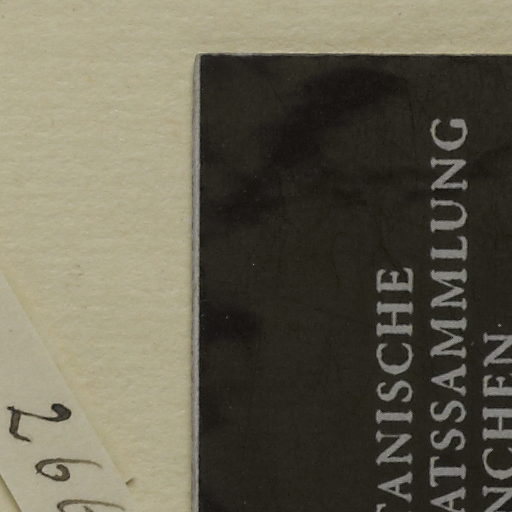 TANISCHE
ATSSAMMLUNG
NCHEN
266